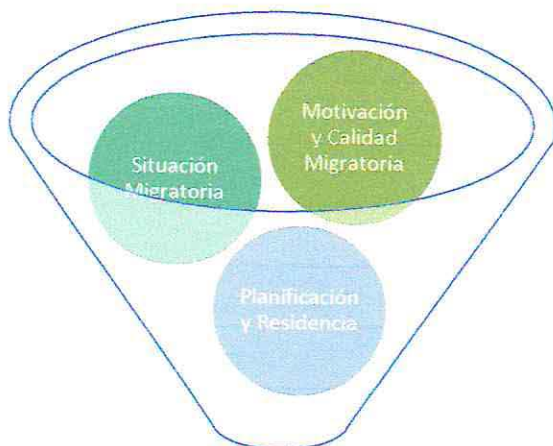 Motivación
y Calidad
Migratoria
Situación
Migratoria
Planificación
y Residencia